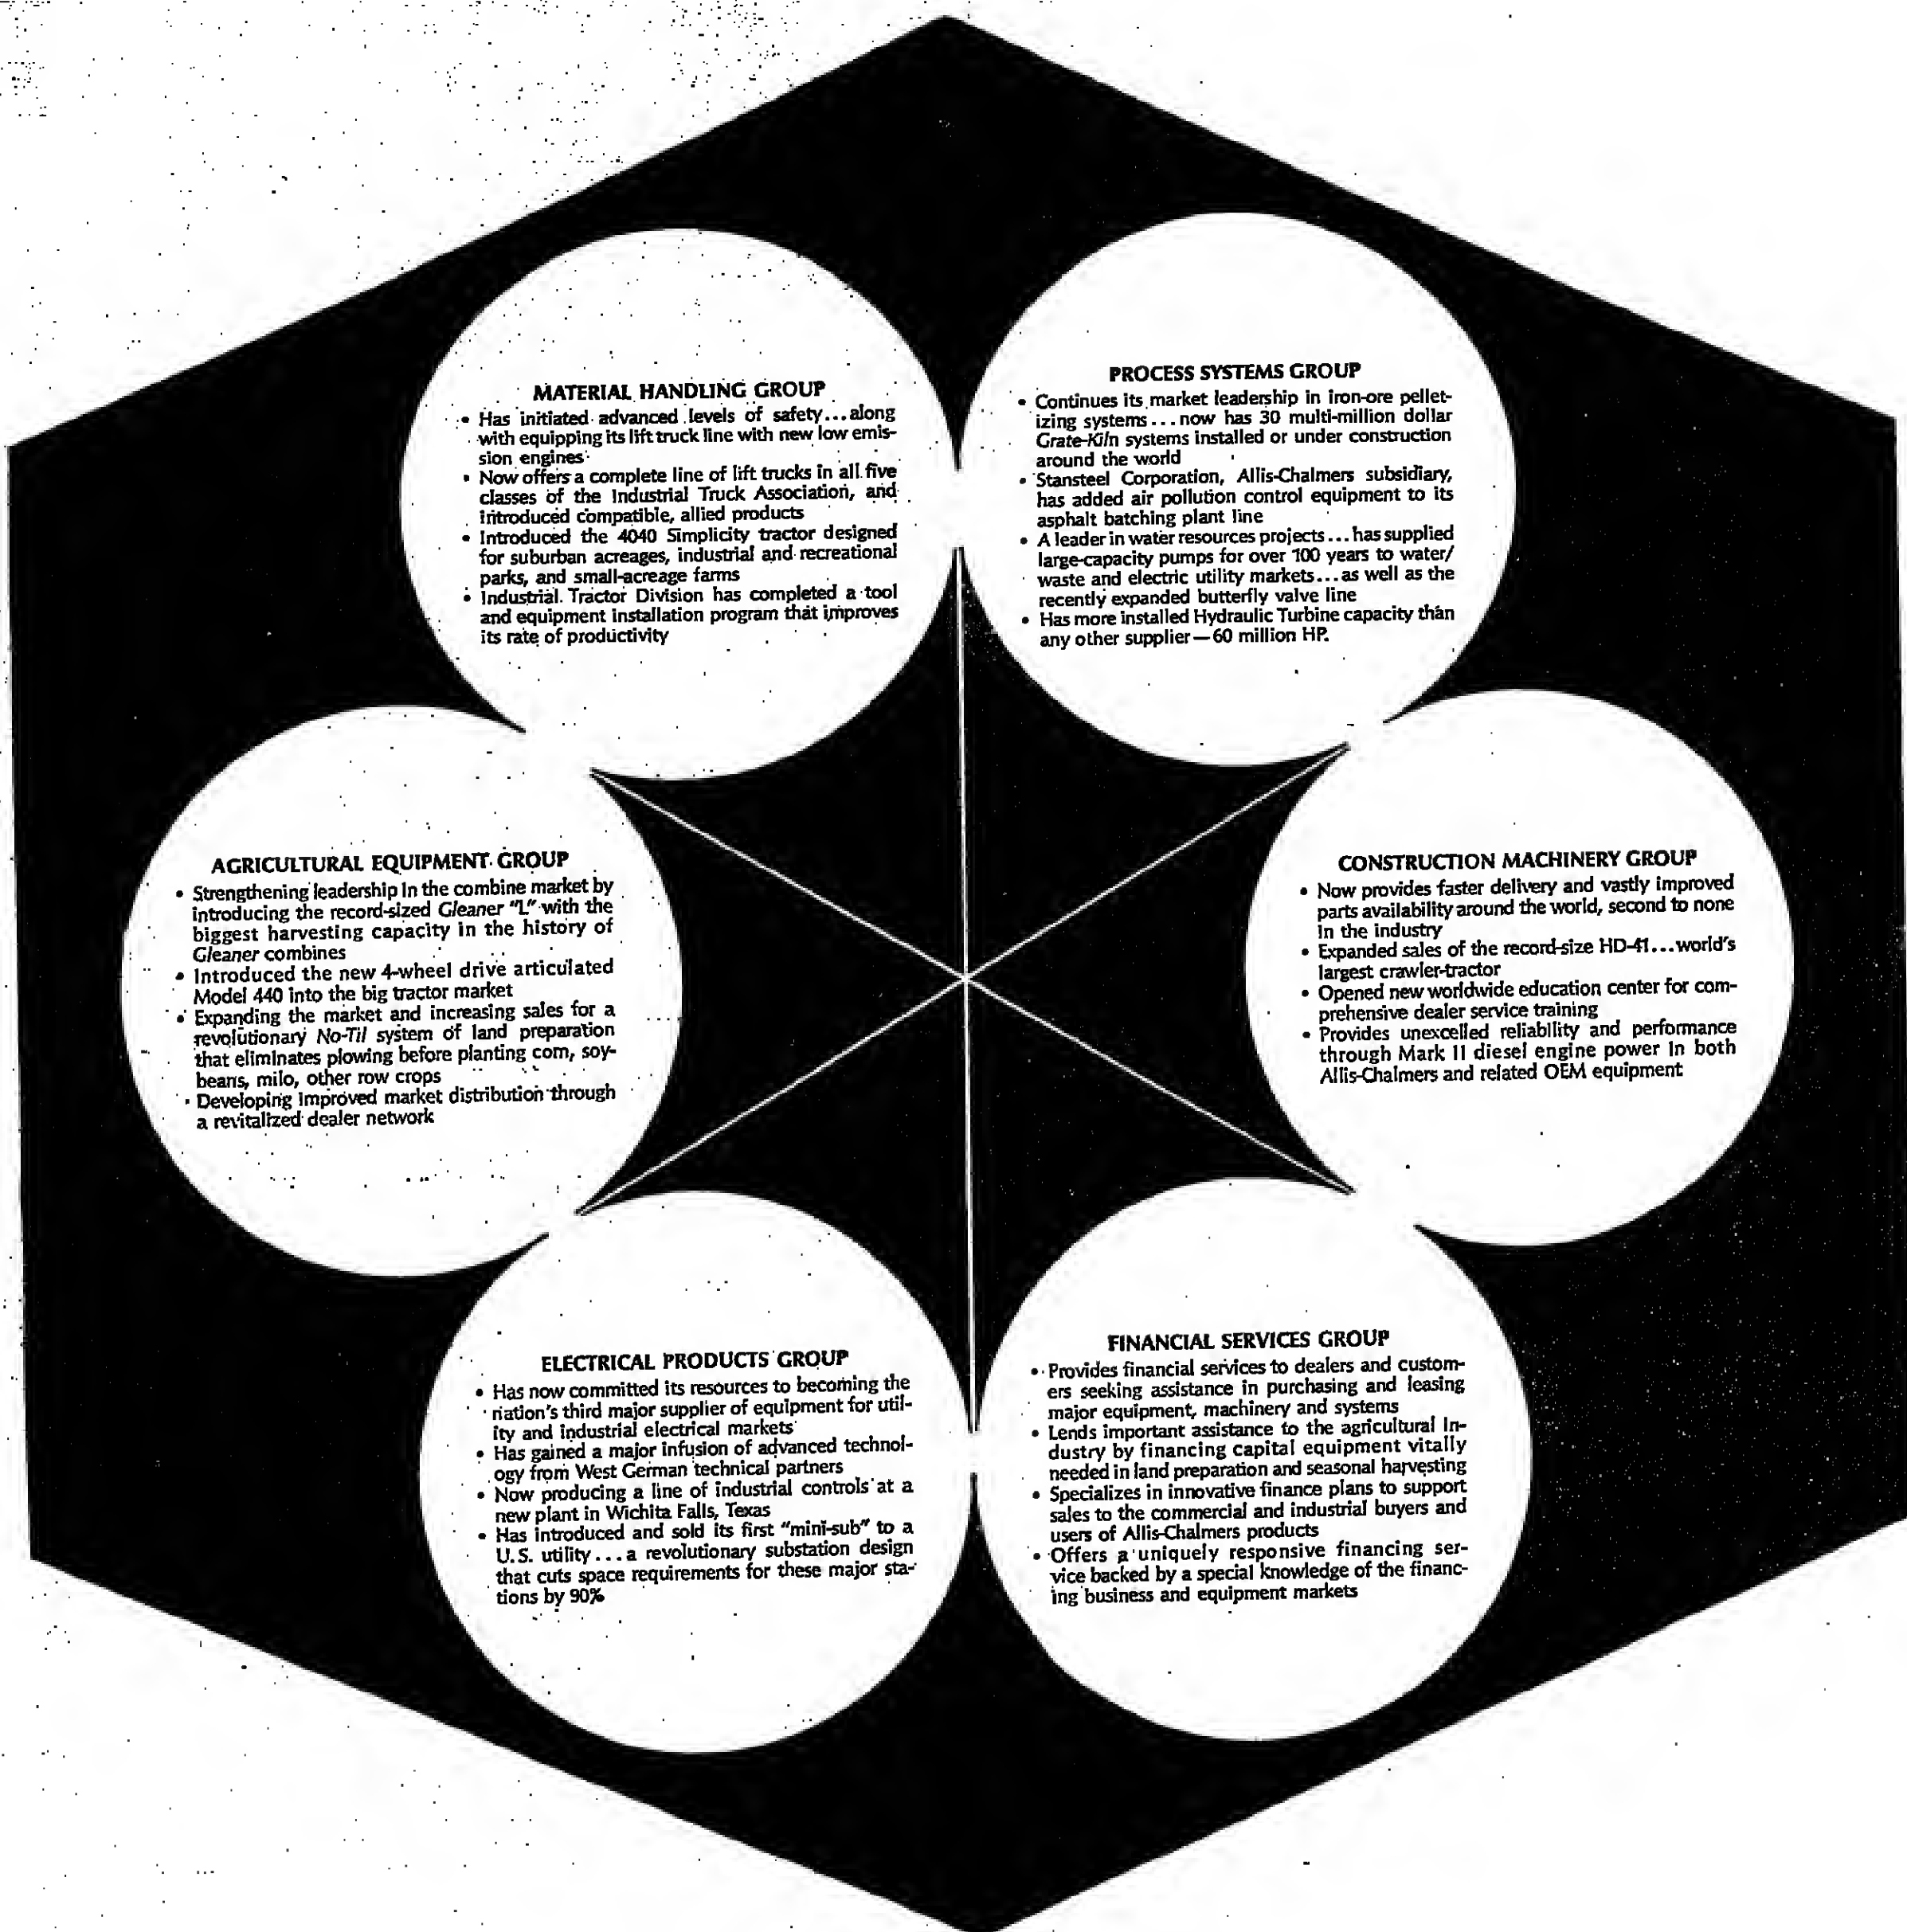 MATERIAL HANDLING GROUP
• Has initiated advanced levels of safety...along
with equipping its lift truck line with new low emis-
sion engines
• Now offers a complete line of lift trucks in all five
classes of the Industrial Truck Association, and
introduced compatible, allied products
• Introduced the 4040 Simplicity tractor designed
for suburban acreages, industrial and recreational
parks, and small-acreage farms
• Industrial Tractor Division has completed a tool
and equipment installation program that improves
its rate of productivity
PROCESS SYSTEMS GROUP
• Continues its market leadership in iron-ore pellet-
izing systems...now has 30 multi-million dollar
Grate-Kiln systems installed or under construction
around the world
• Stansteel Corporation, Allis-Chalmers subsidiary,
has added air pollution control equipment to its
asphalt batching plant line
• A leader in water resources projects...has supplied
large-capacity pumps for over 100 years to water/
waste and electric utility markets...as well as the
recently expanded butterfly valve line
• Has more installed Hydraulic Turbine capacity than
any other supplier—60 million HP.
AGRICULTURAL EQUIPMENT GROUP
• Strengthening leadership in the combine market by
introducing the record-sized Gleaner "L" with the
biggest harvesting capacity in the history of
Gleaner combines
• Introduced the new 4-wheel drive articulated
Model 440 into the big tractor market
• Expanding the market and increasing sales for a
revolutionary No-Til system of land preparation
that eliminates plowing before planting corn, soy-
beans, milo, other row crops
• Developing improved market distribution through
a revitalized dealer network
CONSTRUCTION MACHINERY GROUP
• Now provides faster delivery and vastly improved
parts availability around the world, second to none
in the industry
• Expanded sales of the record-size HD-41...world's
largest crawler-tractor
• Opened new worldwide education center for com-
prehensive dealer service training
• Provides unexcelled reliability and performance
through Mark II diesel engine power in both
Allis-Chalmers and related OEM equipment
ELECTRICAL PRODUCTS GROUP
• Has now committed its resources to becoming the
nation's third major supplier of equipment for util-
ity and industrial electrical markets
• Has gained a major infusion of advanced technol-
ogy from West German technical partners
• Now producing a line of industrial controls at a
new plant in Wichita Falls, Texas
• Has introduced and sold its first "mini-sub" to a
U.S. utility...a revolutionary substation design
that cuts space requirements for these major sta-
tions by 90%
FINANCIAL SERVICES GROUP
• Provides financial services to dealers and custom-
ers seeking assistance in purchasing and leasing
major equipment, machinery and systems
• Lends important assistance to the agricultural in-
dustry by financing capital equipment vitally
needed in land preparation and seasonal harvesting
• Specializes in innovative finance plans to support
sales to the commercial and industrial buyers and
users of Allis-Chalmers products
• Offers a uniquely responsive financing ser-
vice backed by a special knowledge of the financ-
ing business and equipment markets